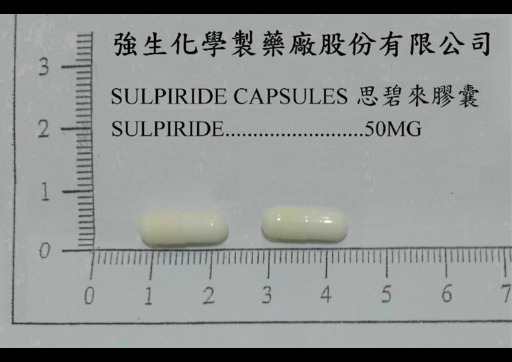 強生化學製藥廠股份有限公司
SULPIRIDE CAPSULES 思碧來膠囊
SULPIRIDE.........................50MG
3
2
1
0
0 1 2 3 4 5 6 7